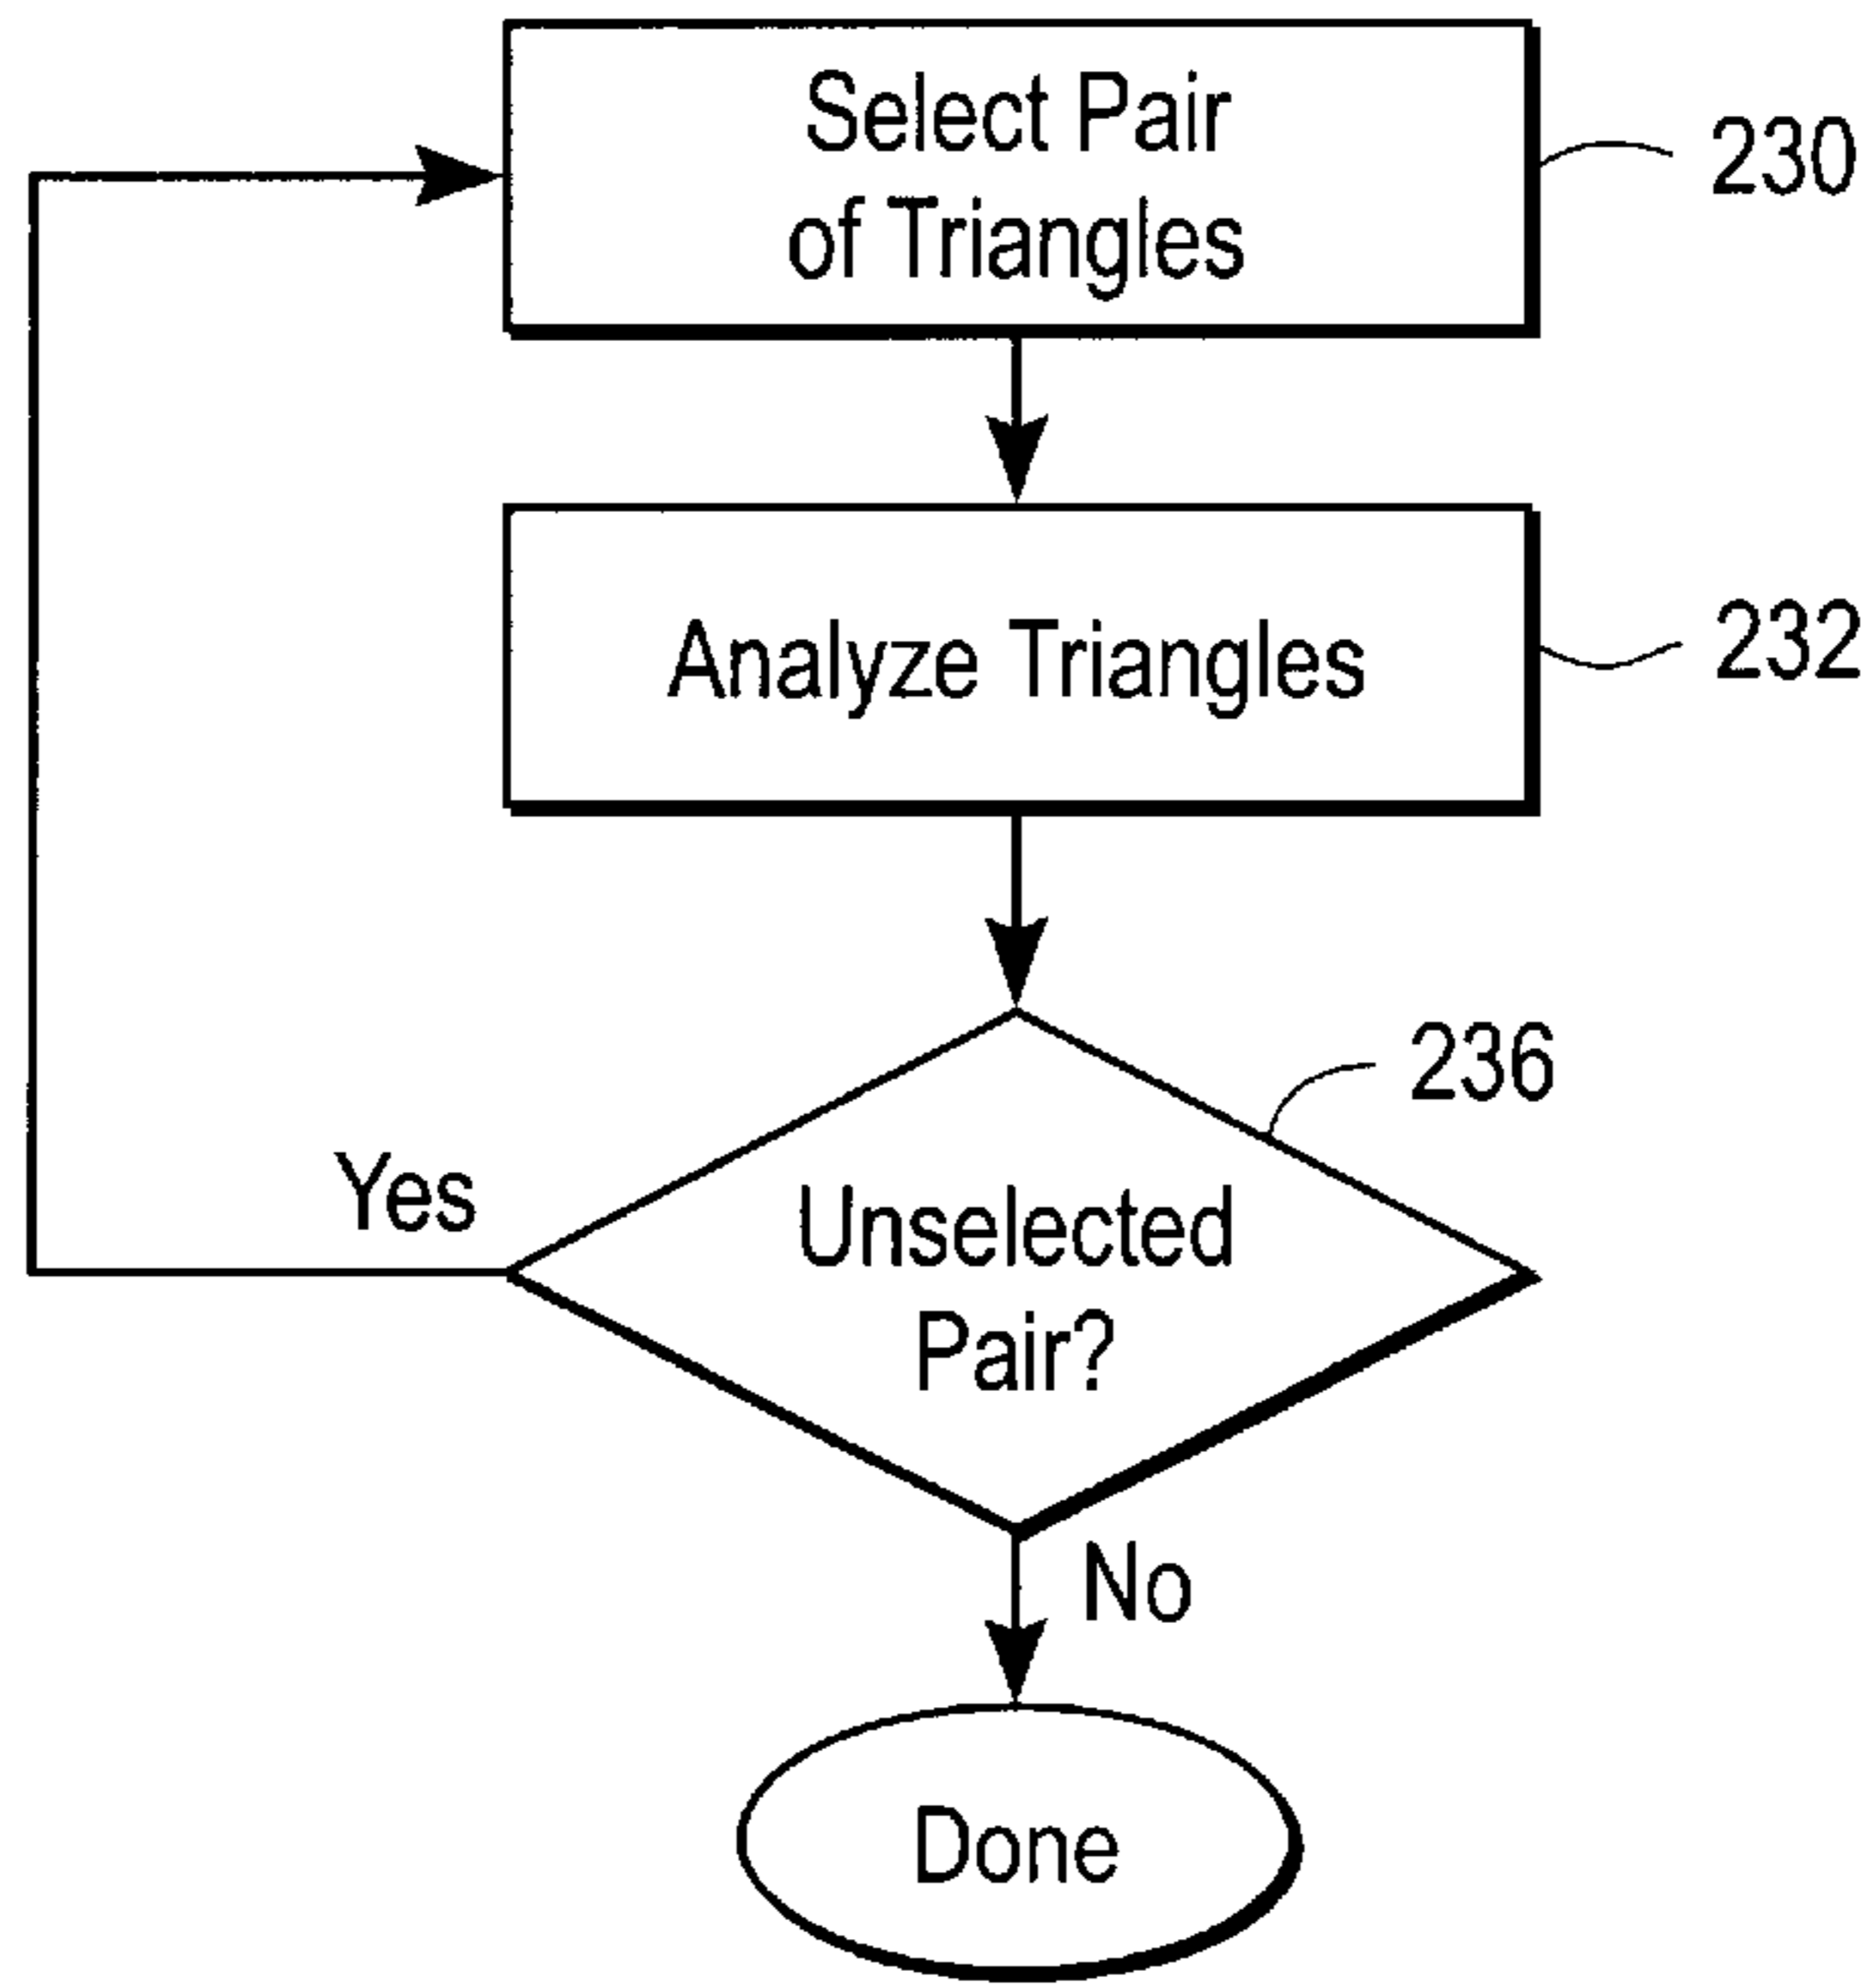 Select Pair
of Triangles
230
Analyze Triangles
232
236
Yes
Unselected
Pair?
No
Done